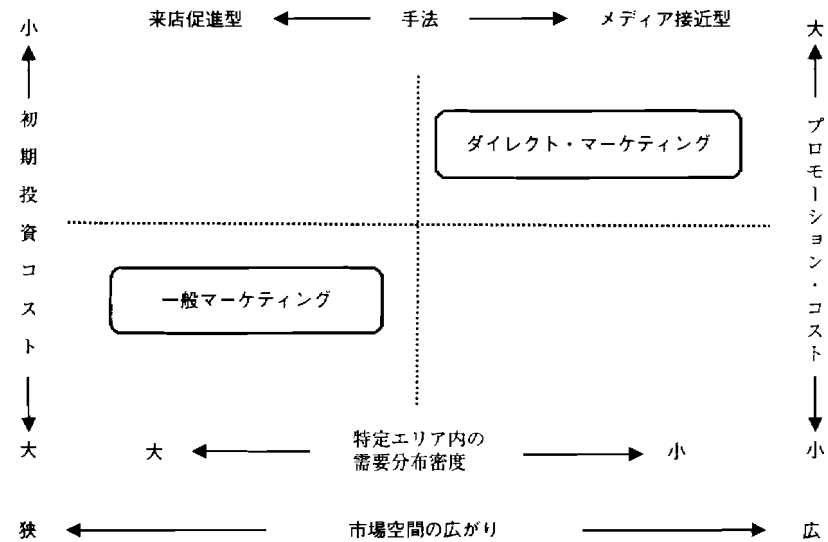 来店促進型 手法 メディア接近型
小
初期投資コスト
大
大
プロモーション・コスト
小
ダイレクト・マーケティング
一般マーケティング
大 特定エリア内の 小
需要分布密度
狭 市場空間の広がり 広